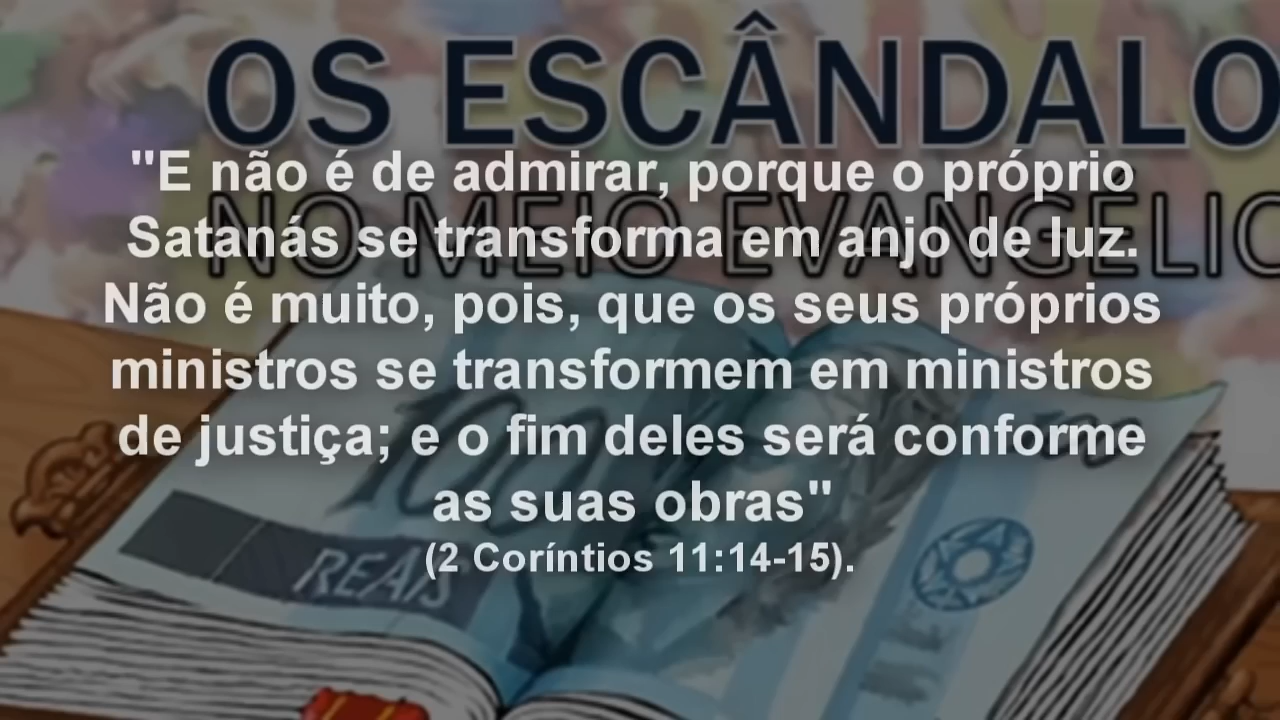 OS ESCÂNDALO
"E não é de admirar, porque o próprio
NO MEIO EVANGÉLIC
Satanás se transforma em anjo de luz.
Não é muito, pois, que os seus próprios
ministros se transformem em ministros
de justiça; e o fim deles será conforme
as suas obras"
(2 Coríntios 11:14-15).
100
100
REAIS